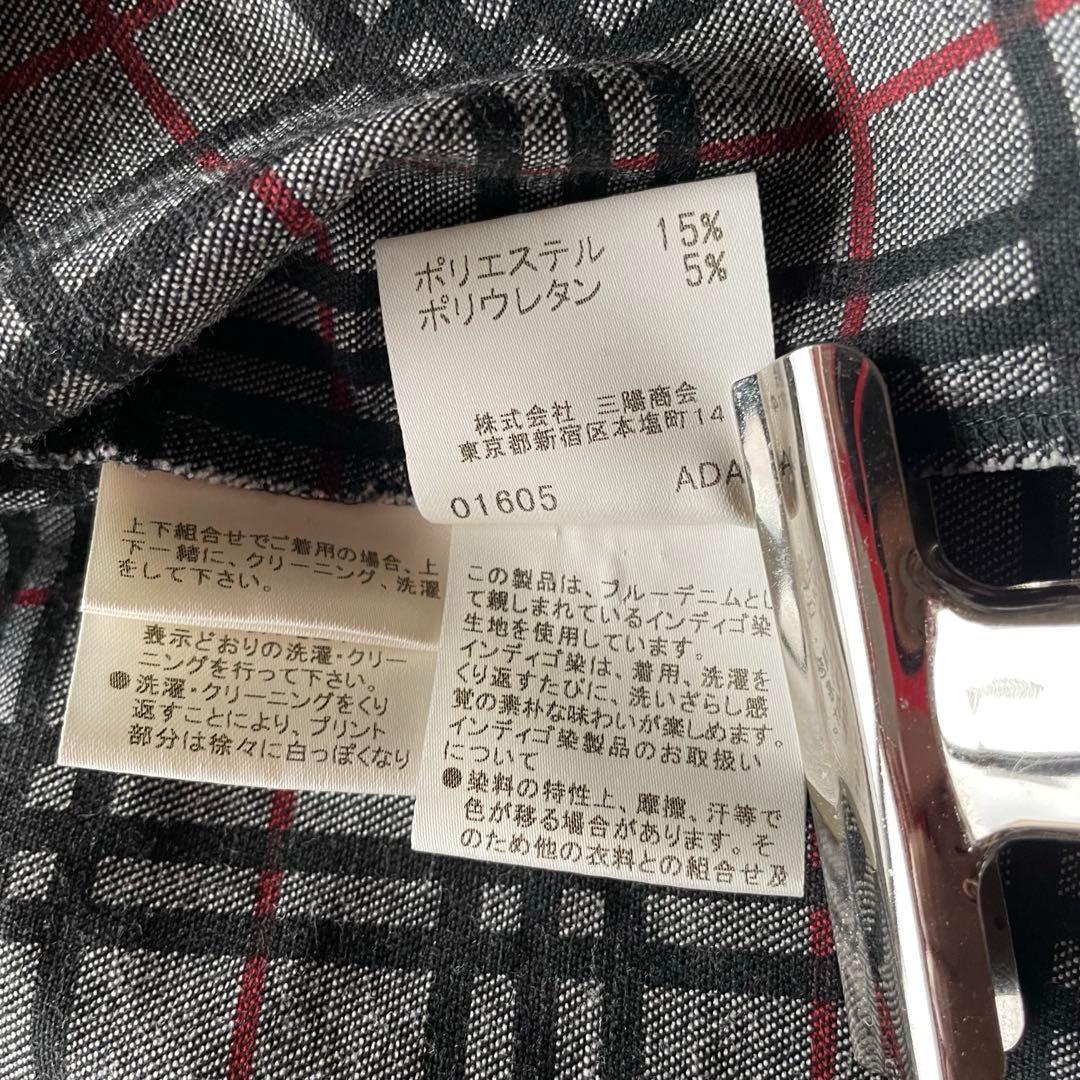 ポリエステル 15%
ポリウレタン 5%
株式会社 三陽商会
東京都新宿区本塩町14
01605 ADA
上下組合せでご着用の場合、上
下一緒に、クリーニング、洗濯
をして下さい。
表示どおりの洗濯・クリー
ニングを行って下さい。
●洗濯・クリーニングをくり
返すことにより、プリント
部分は徐々に白っぽくなり
この製品は、ブルーデニムとし
て親しまれているインディゴ染
生地を使用しています。
インディゴ染は、着用、洗濯を
くり返すたびに、洗いざらし感
覚の素朴な味わいが楽しめます。
インディゴ染製品のお取扱い
について
●染料の特性上、摩擦、汗等で
色が移る場合があります。そ
のため他の衣料との組合せ及